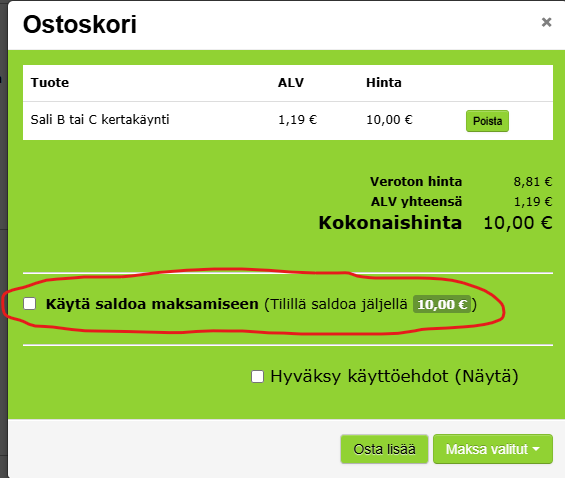 Ostoskori ×
Tuote ALV Hinta
Sali B tai C kertakäynti 1,19 € 10,00 € Poista
Veroton hinta 8,81 €
ALV yhteensä 1,19 €
Kokonaishinta 10,00 €
Käytä saldoa maksamiseen (Tilillä saldoa jäljellä 10,00 €)
Hyväksy käyttöehdot (Näytä)
Osta lisää Maksa valitut